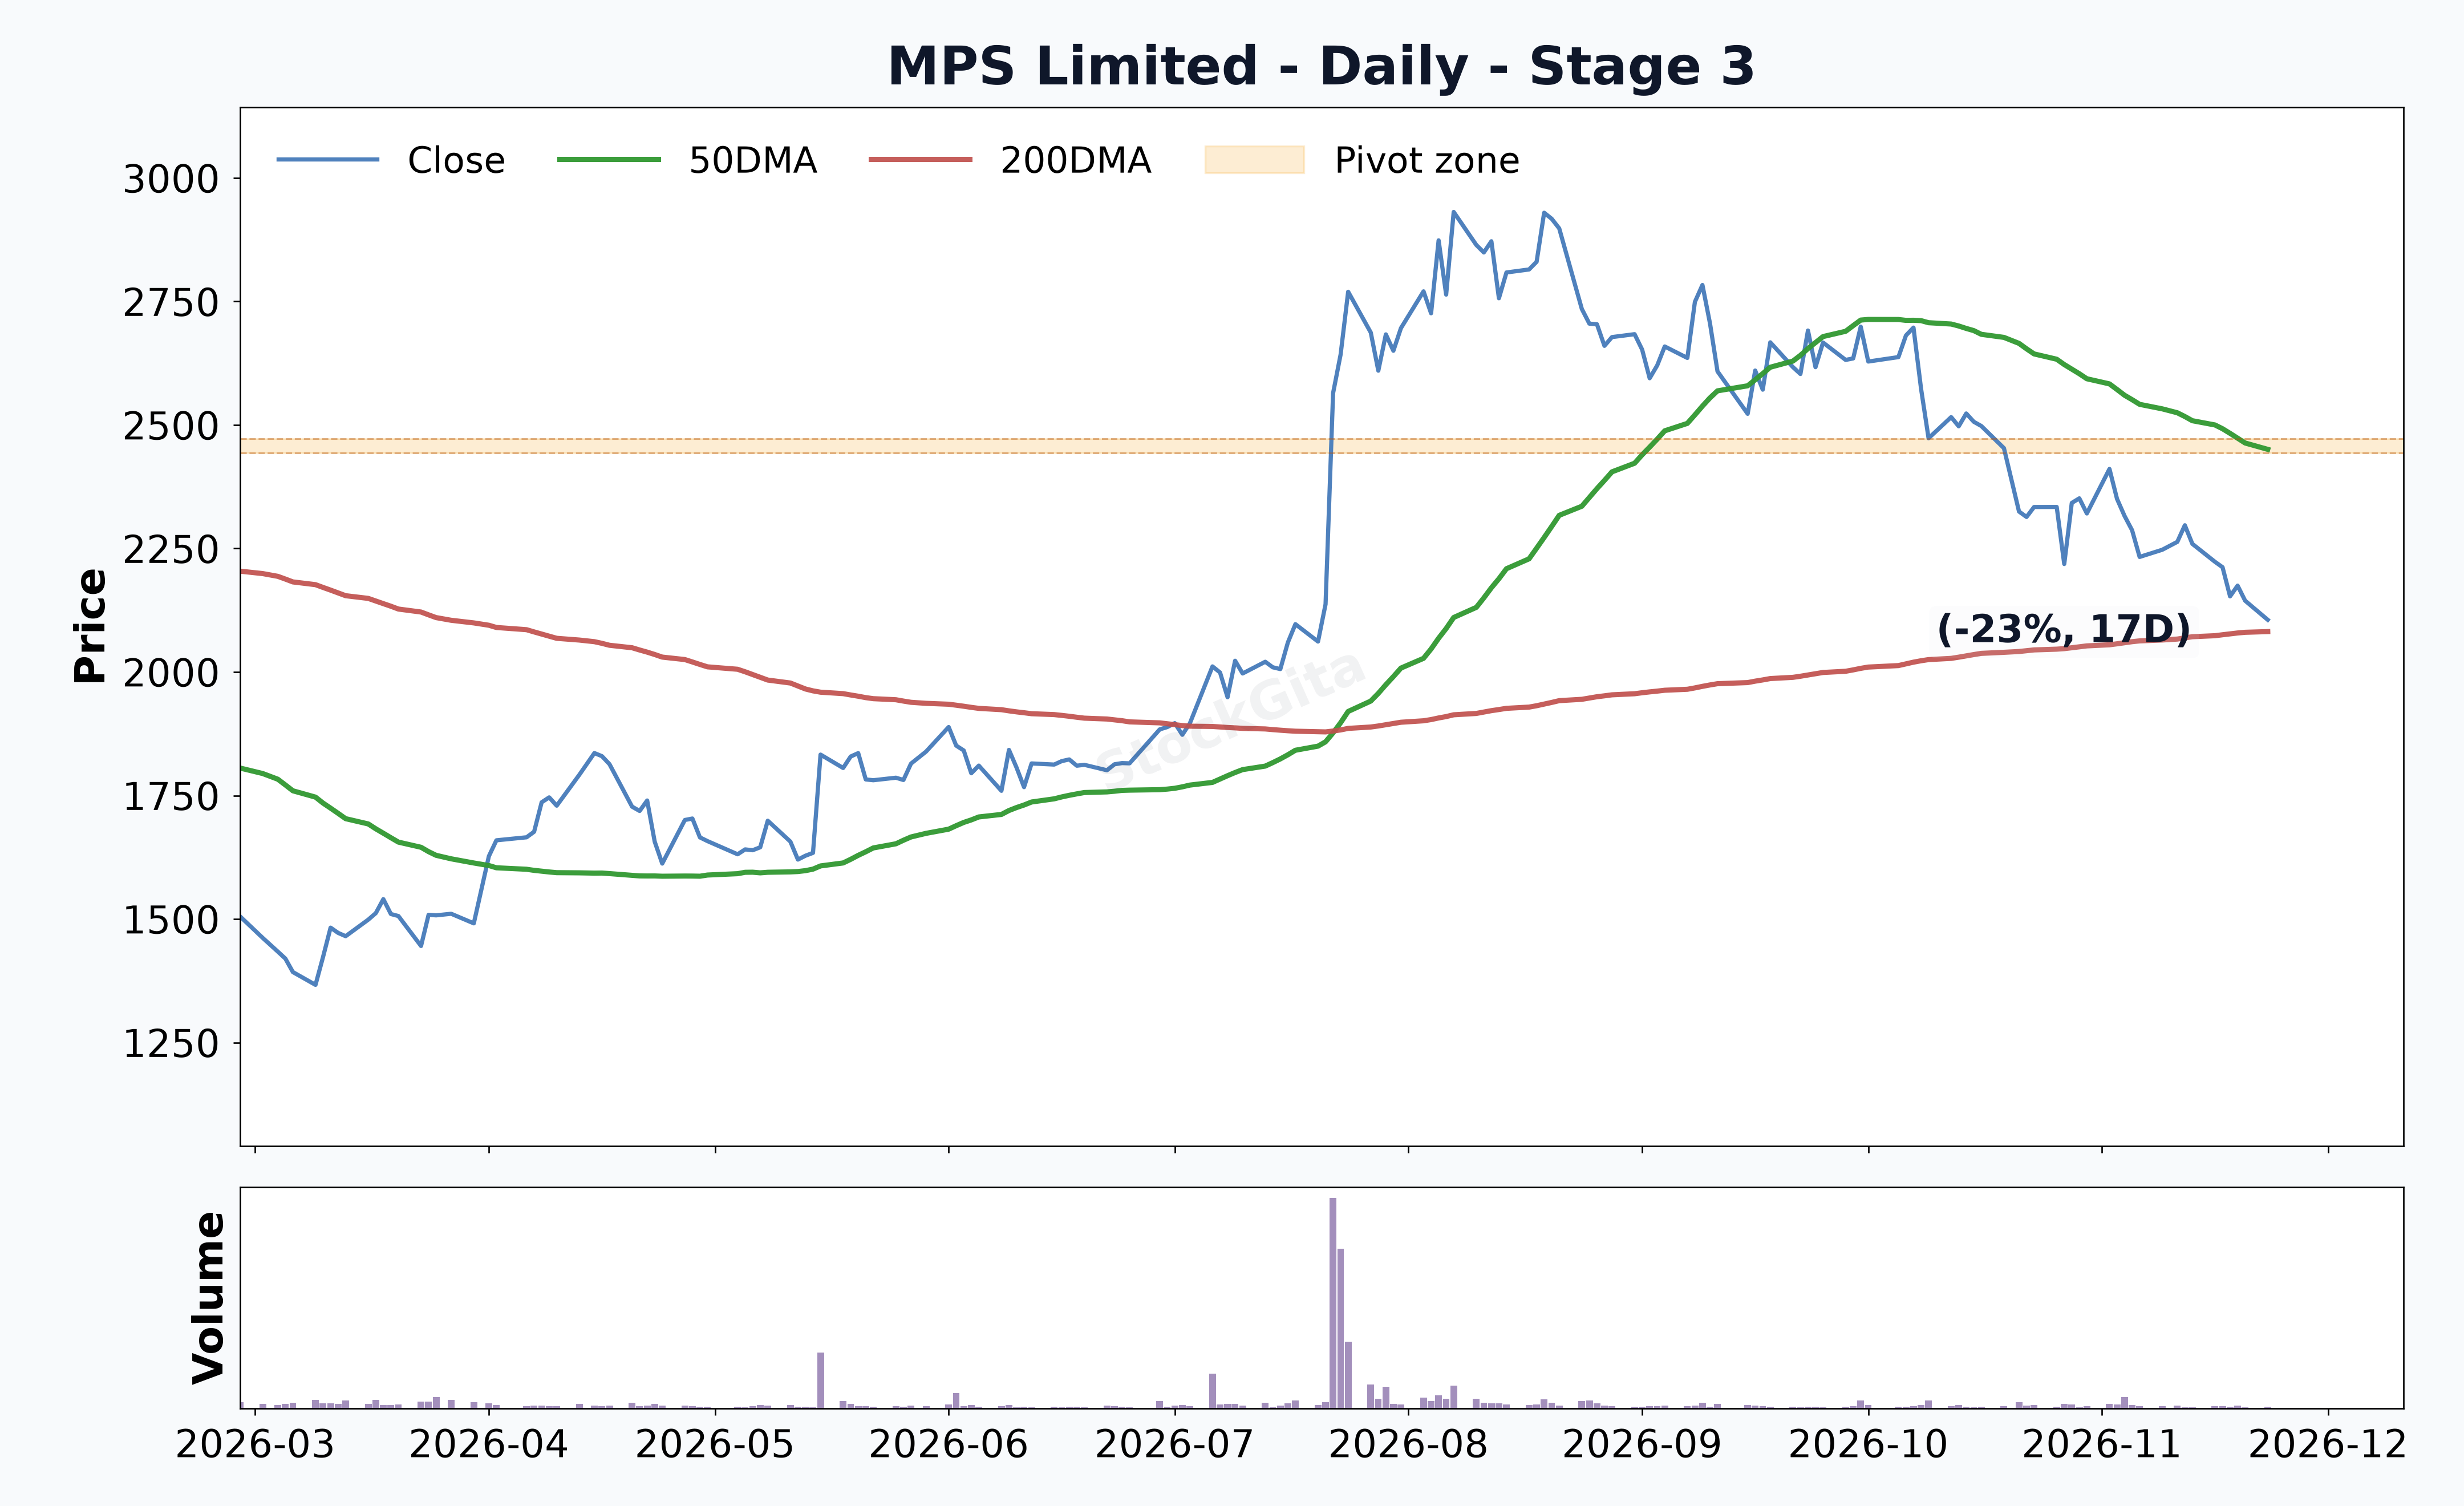 MPS Limited - Daily - Stage 3
Close 50DMA 200DMA Pivot zone
3000
2750
2500
2250
2000
1750
1500
1250
Price
(-23%, 17D)
StockGita
Volume
2026-03 2026-04 2026-05 2026-06 2026-07 2026-08 2026-09 2026-10 2026-11 2026-12